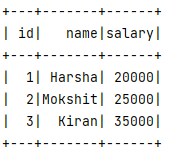 +---+-------+------+
| id|   name|salary|
+---+-------+------+
|  1| Harsha| 20000|
|  2|Mokshit| 25000|
|  3|  Kiran| 35000|
+---+-------+------+